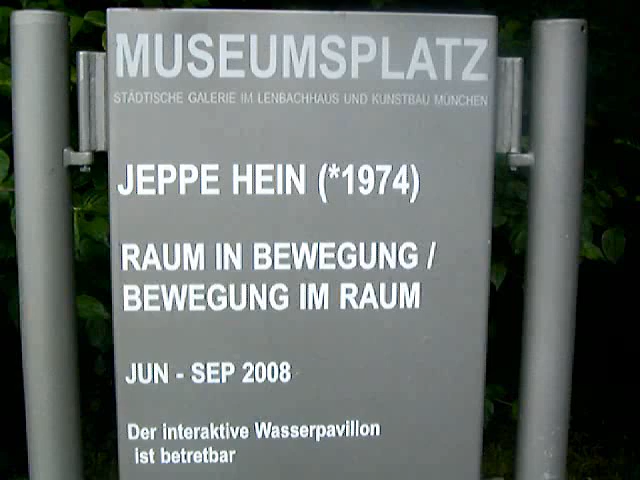 MUSEUMSPLATZ
STÄDTISCHE GALERIE IM LENBACHHAUS UND KUNSTBAU MÜNCHEN
JEPPE HEIN (*1974)
RAUM IN BEWEGUNG /
BEWEGUNG IM RAUM
JUN - SEP 2008
Der interaktive Wasserpavillon
ist betretbar